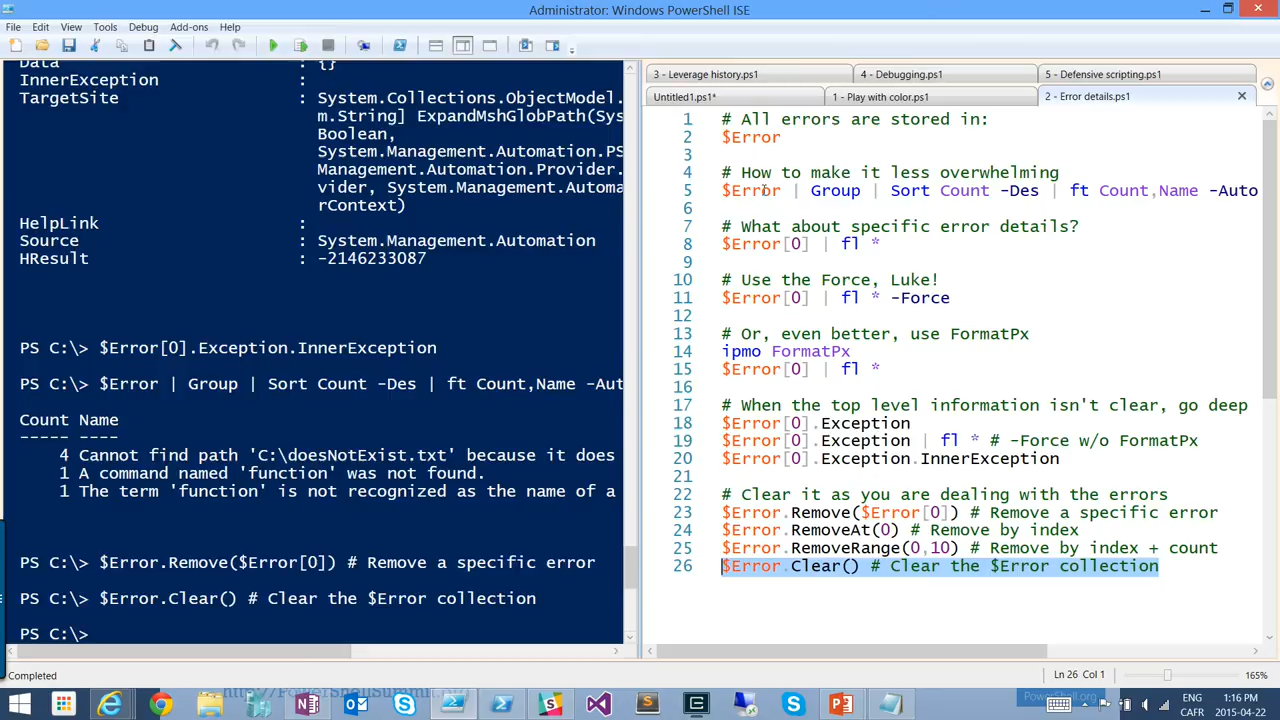 Administrator: Windows PowerShell ISE
File Edit View Tools Debug Add-ons Help
Data : {}
InnerException :
TargetSite : System.Collections.ObjectModel.
m.String] ExpandMshGlobPath(Sys
Boolean,
System.Management.Automation.PS
Management.Automation.Provider.
vider, System.Management.Automa
rContext)
HelpLink :
Source : System.Management.Automation
HResult : -2146233087
PS C:\> $Error[0].Exception.InnerException
PS C:\> $Error | Group | Sort Count -Des | ft Count,Name -Aut
Count Name
----- ----
4 Cannot find path 'C:\doesNotExist.txt' because it does
1 A command named 'function' was not found.
1 The term 'function' is not recognized as the name of a
PS C:\> $Error.Remove($Error[0]) # Remove a specific error
PS C:\> $Error.Clear() # Clear the $Error collection
PS C:\>
3 - Leverage history.ps1 4 - Debugging.ps1 5 - Defensive scripting.ps1
Untitled1.ps1* 1 - Play with color.ps1 2 - Error details.ps1
1 # All errors are stored in:
2 $Error
3
4 # How to make it less overwhelming
5 $Error | Group | Sort Count -Des | ft Count,Name -Auto
6
7 # What about specific error details?
8 $Error[0] | fl *
9
10 # Use the Force, Luke!
11 $Error[0] | fl * -Force
12
13 # Or, even better, use FormatPx
14 ipmo FormatPx
15 $Error[0] | fl *
16
17 # When the top level information isn't clear, go deep
18 $Error[0].Exception
19 $Error[0].Exception | fl * # -Force w/o FormatPx
20 $Error[0].Exception.InnerException
21
22 # Clear it as you are dealing with the errors
23 $Error.Remove($Error[0]) # Remove a specific error
24 $Error.RemoveAt(0) # Remove by index
25 $Error.RemoveRange(0,10) # Remove by index + count
26 $Error.Clear() # Clear the $Error collection
Completed
Ln 26 Col 1 165%
PowerShell.org
ENG 1:16 PM
CAFR 2015-04-22